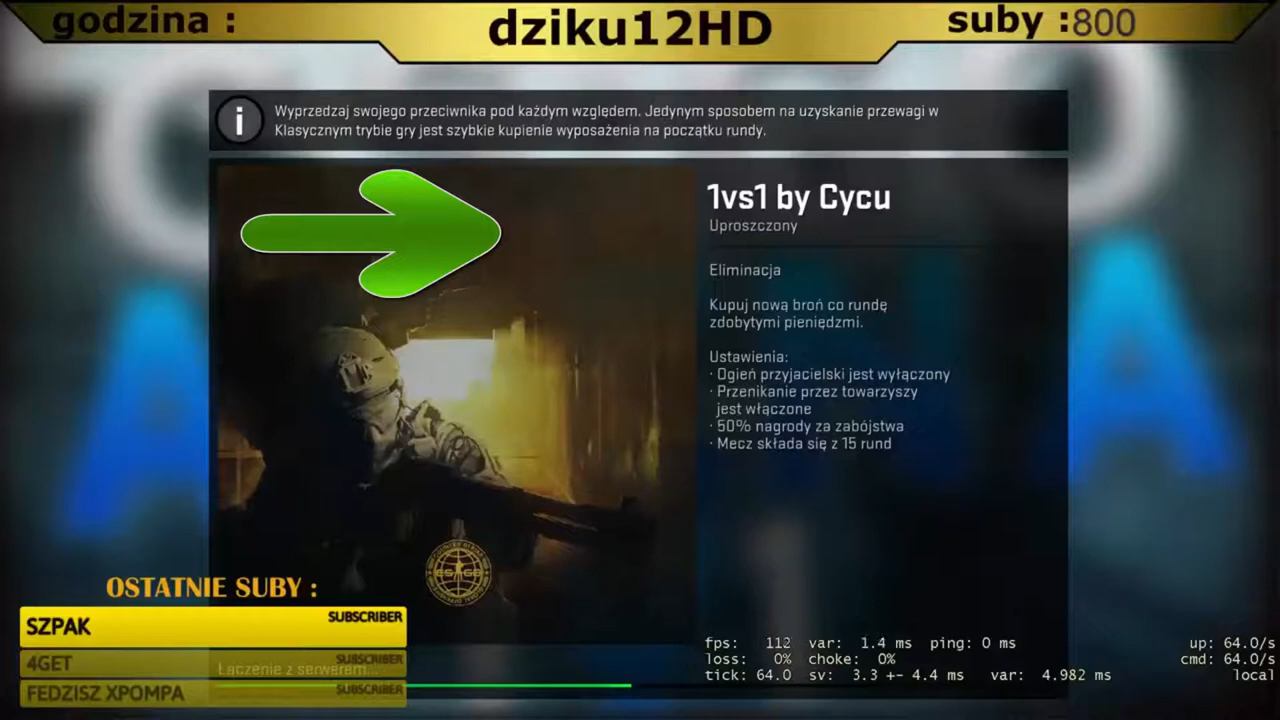 godzina :
dziku12HD
suby :800
Wyprzedzaj swojego przeciwnika pod każdym względem. Jedynym sposobem na uzyskanie przewagi w
Klasycznym trybie gry jest szybkie kupienie wyposażenia na początku rundy.
1vs1 by Cycu
Uproszczony
Eliminacja
Kupuj nową broń co rundę
zdobytymi pieniędzmi.
Ustawienia:
· Ogień przyjacielski jest wyłączony
· Przenikanie przez towarzyszy
jest włączone
· 50% nagrody za zabójstwa
· Mecz składa się z 15 rund
CS GO
OSTATNIE SUBY :
SZPAK SUBSCRIBER
4GET SUBSCRIBER
Łączenie z serwerem...
FEDZISZ XPOMPA SUBSCRIBER
fps: 112 var: 1.4 ms ping: 0 ms up: 64.0/s
loss: 0% choke: 0% cmd: 64.0/s
tick: 64.0 sv: 3.3 +- 4.4 ms var: 4.982 ms local